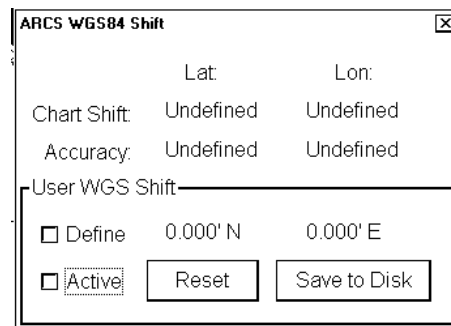 ARCS WGS84 Shift
Lat: Lon:
Chart Shift: Undefined Undefined
Accuracy: Undefined Undefined
User WGS Shift
Define 0.000' N 0.000' E
Active Reset Save to Disk